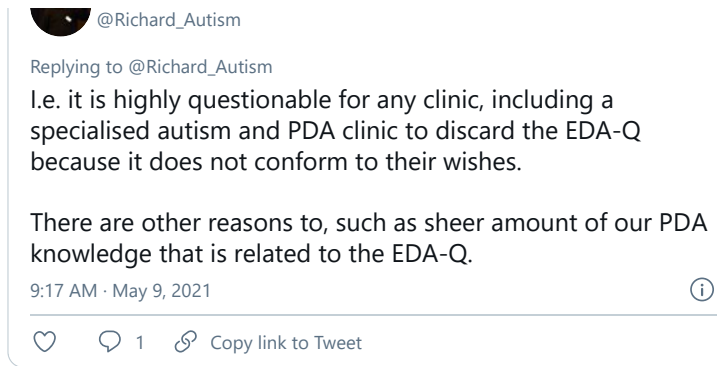 @Richard_Autism
Replying to @Richard_Autism
I.e. it is highly questionable for any clinic, including a
specialised autism and PDA clinic to discard the EDA-Q
because it does not conform to their wishes.
There are other reasons to, such as sheer amount of our PDA
knowledge that is related to the EDA-Q.
9:17 AM · May 9, 2021
1 Copy link to Tweet